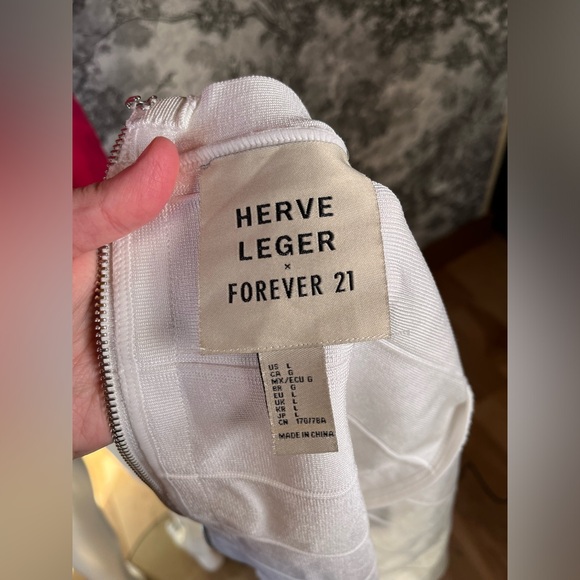 HERVE
LEGER
×
FOREVER 21
US L
CA G
MX/ECU G
BR G
EU L
UK L
KR L
JP L
CN 170/78A
MADE IN CHINA